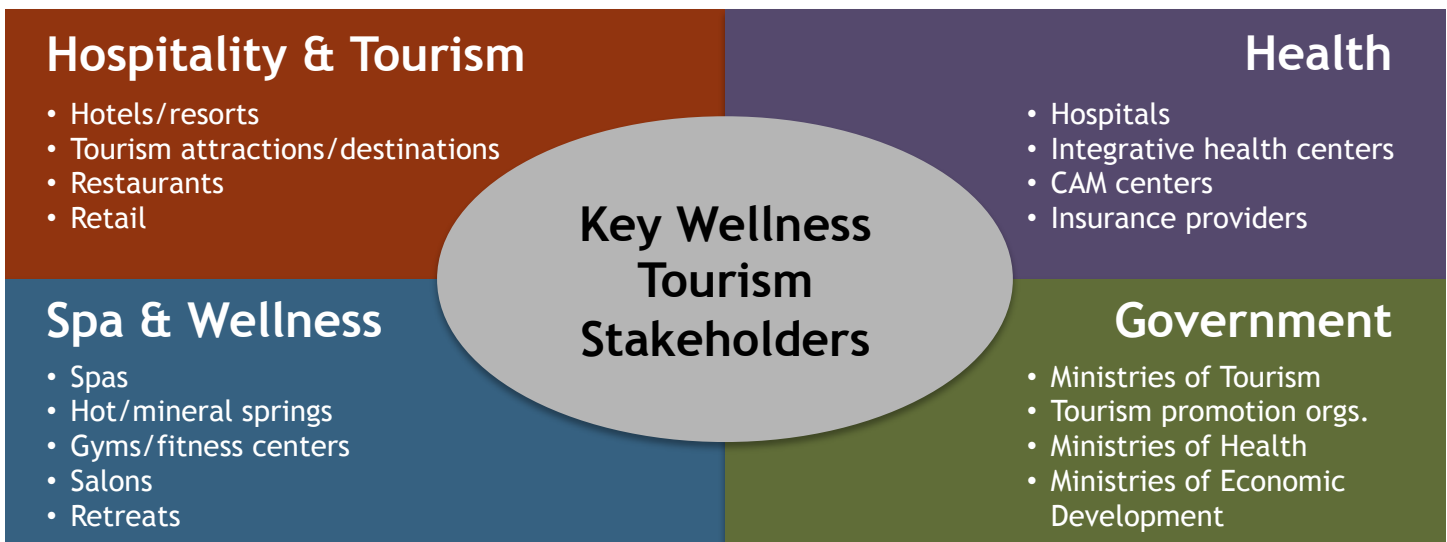 Hospitality & Tourism
• Hotels/resorts
• Tourism attractions/destinations
• Restaurants
• Retail
Health
• Hospitals
• Integrative health centers
• CAM centers
• Insurance providers
Key Wellness
Tourism
Stakeholders
Spa & Wellness
• Spas
• Hot/mineral springs
• Gyms/fitness centers
• Salons
• Retreats
Government
• Ministries of Tourism
• Tourism promotion orgs.
• Ministries of Health
• Ministries of Economic
Development